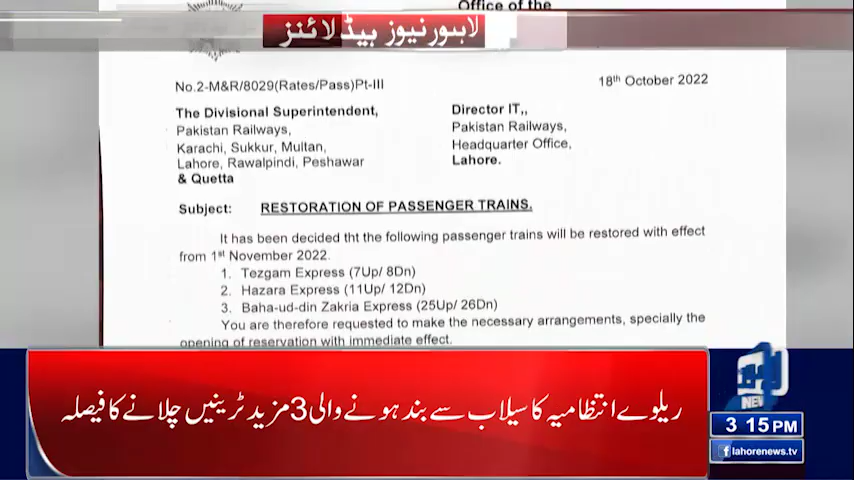 Office of the
لاہور نیوز ہیڈلائنز
No.2-M&R/8029(Rates/Pass)Pt-III
18th October 2022
The Divisional Superintendent,
Pakistan Railways,
Karachi, Sukkur, Multan,
Lahore, Rawalpindi, Peshawar
& Quetta
Director IT,,
Pakistan Railways,
Headquarter Office,
Lahore.
Subject: RESTORATION OF PASSENGER TRAINS.
It has been decided tht the following passenger trains will be restored with effect
from 1st November 2022.
1. Tezgam Express (7Up/ 8Dn)
2. Hazara Express (11Up/ 12Dn)
3. Baha-ud-din Zakria Express (25Up/ 26Dn)
You are therefore requested to make the necessary arrangements, specially the
opening of reservation with immediate effect.
ریلوے انتظامیہ کا سیلاب سے بند ہونے والی 3 مزید ٹرینیں چلانے کا فیصلہ
NEWS
3 15 PM
f lahorenews.tv